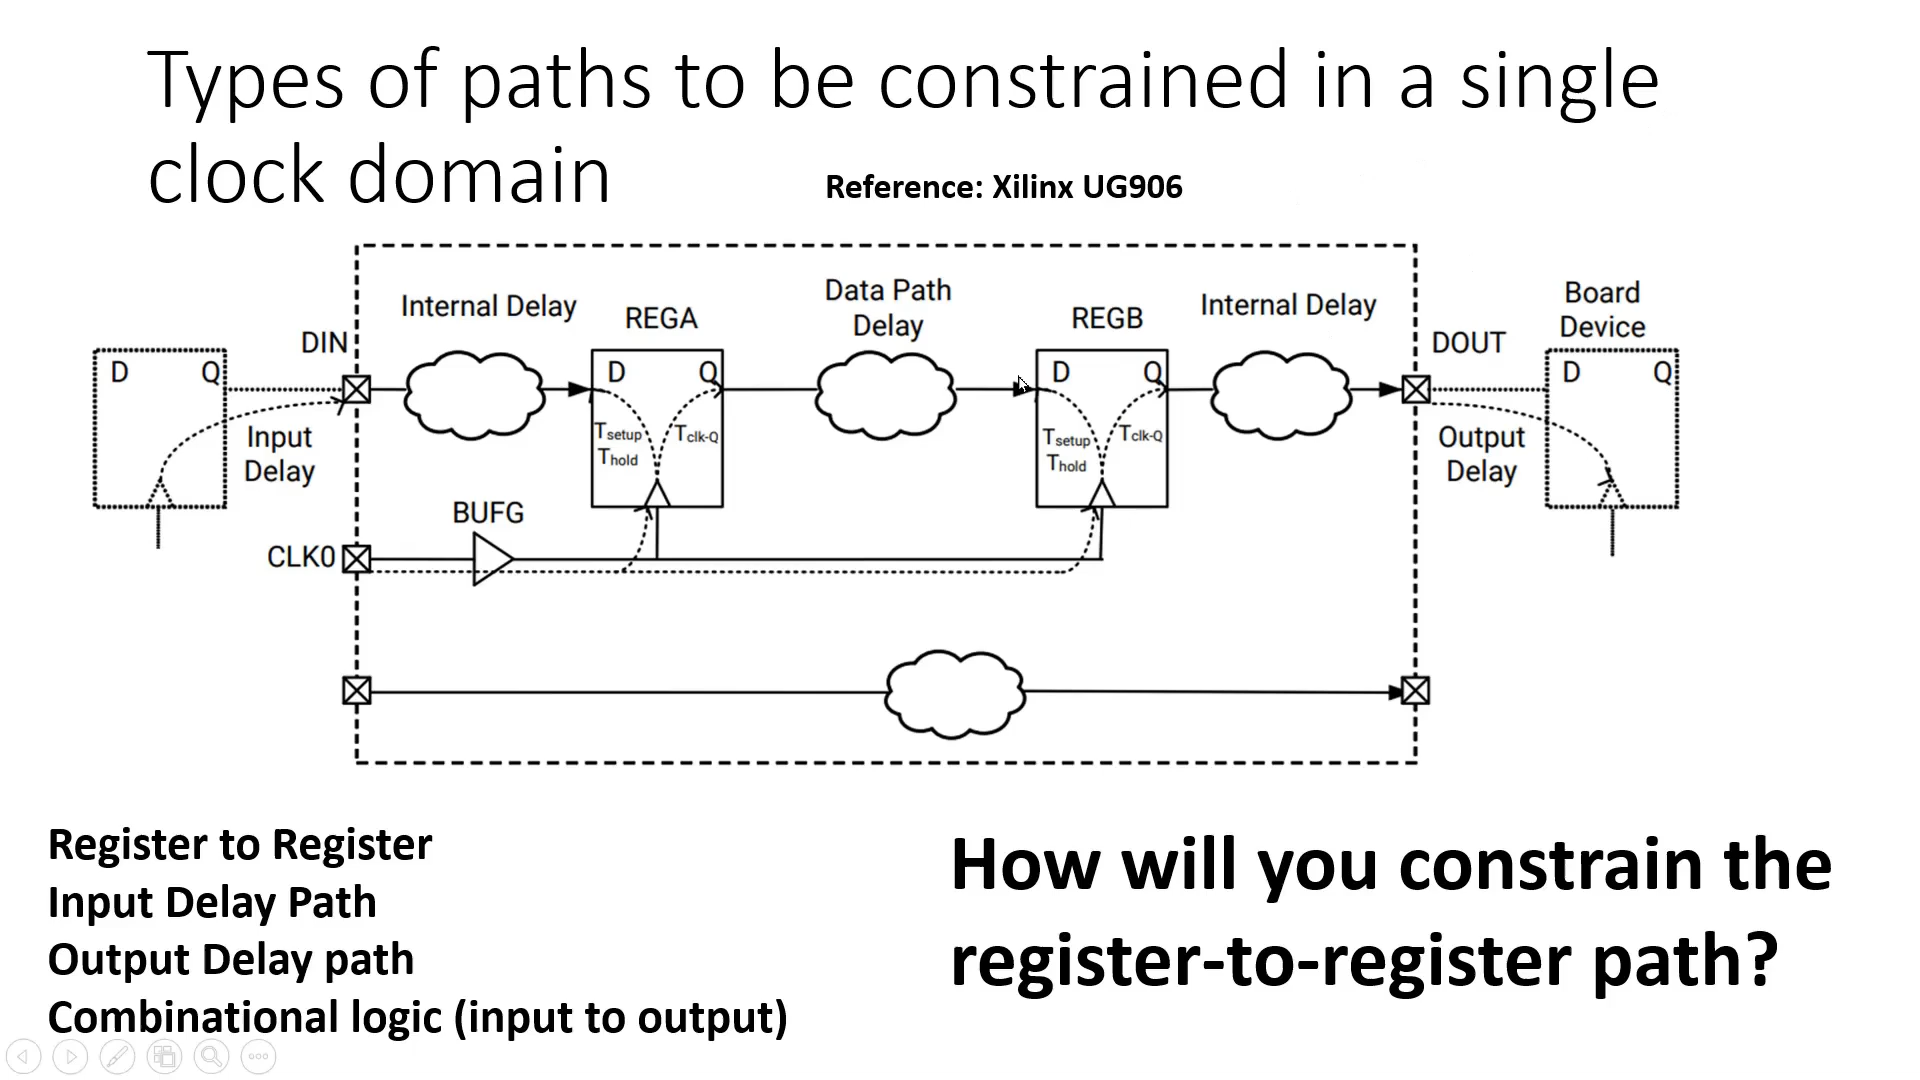 Types of paths to be constrained in a single
clock domain
Reference: Xilinx UG906
Internal Delay
REGA
Data Path
Delay
REGB
Internal Delay
Board
Device
DIN
DOUT
D Q
D Q
D Q
D Q
Input
Delay
Tsetup
Thold
Tclk-Q
Tsetup
Thold
Tclk-Q
Output
Delay
BUFG
CLK0
Register to Register
Input Delay Path
Output Delay path
Combinational logic (input to output)
How will you constrain the
register-to-register path?